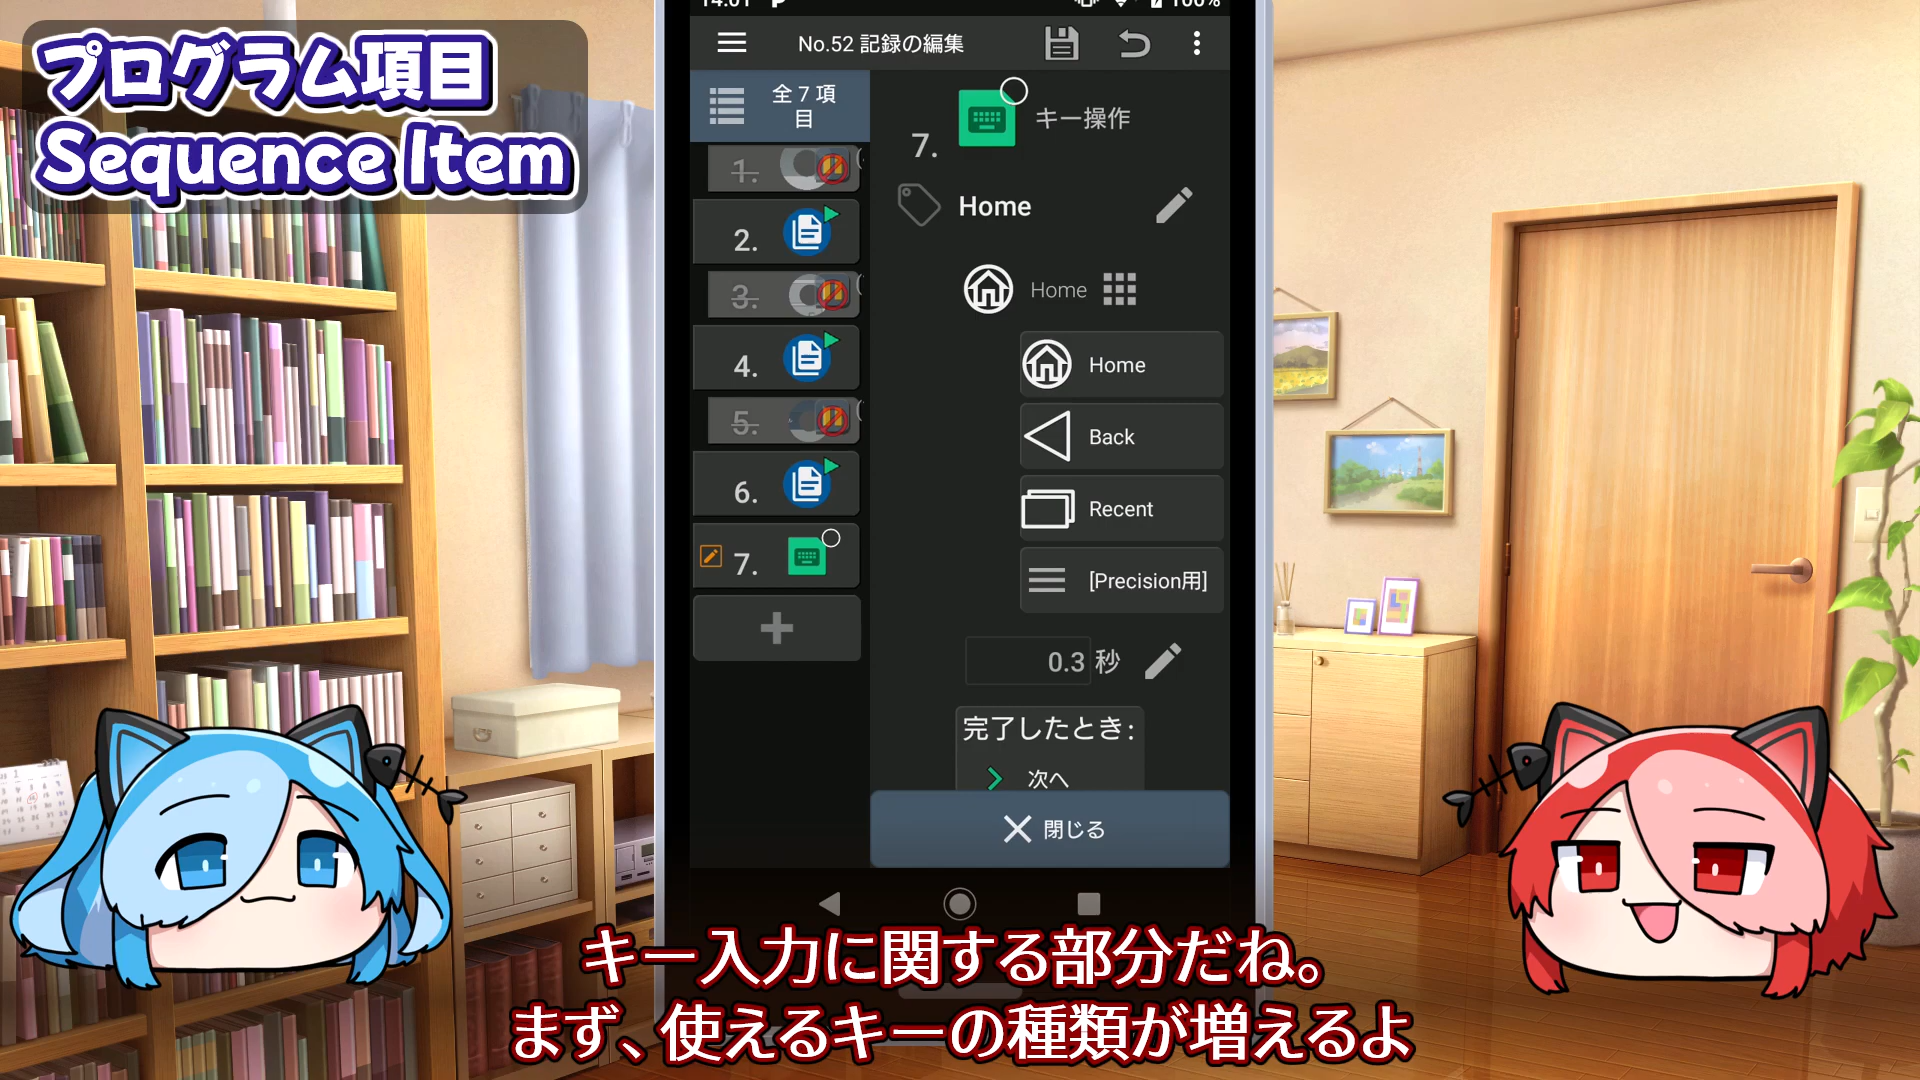 プログラム項目
Sequence Item
14:01
100%
No.52 記録の編集
全 7 項
目
1.
2.
3.
4.
5.
6.
7.
7.
キー操作
Home
Home
Home
Back
Recent
[Precision用]
0.3 秒
完了したとき:
次へ
閉じる
キー入力に関する部分だね。
まず、使えるキーの種類が増えるよ